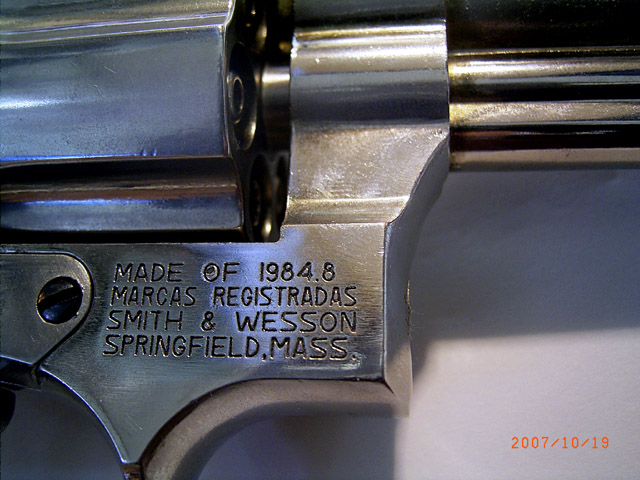 MADE OF 1984.8
MARCAS REGISTRADAS
SMITH & WESSON
SPRINGFIELD,MASS.
2007/10/19